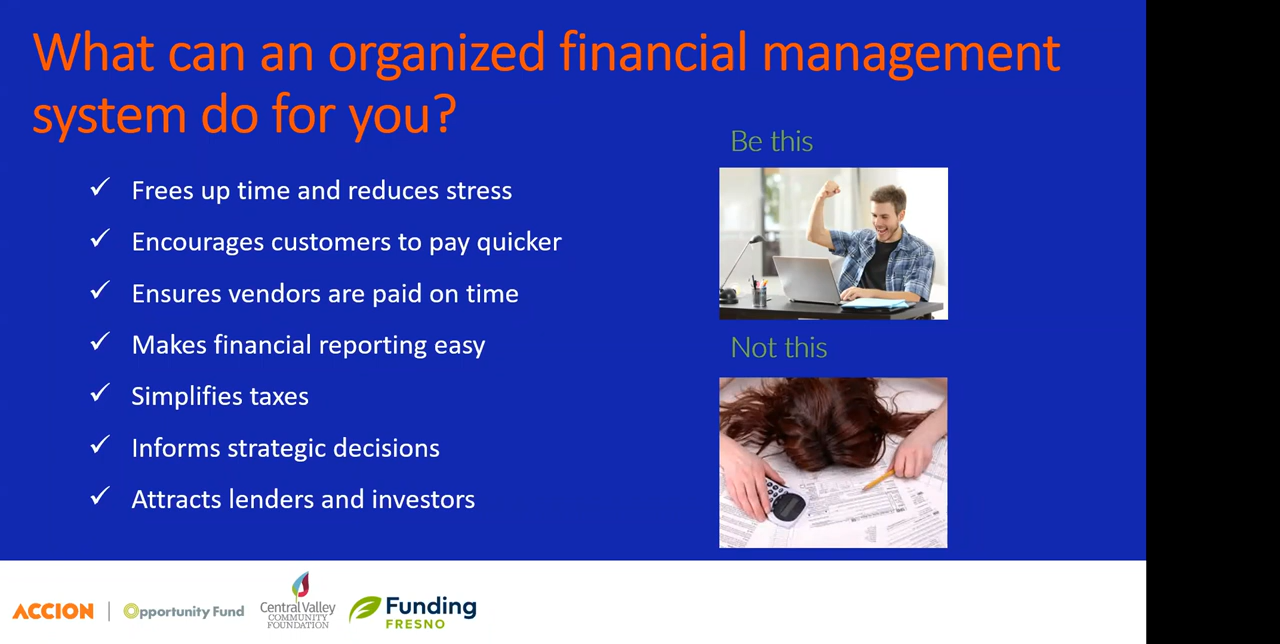 What can an organized financial management
system do for you?
✓ Frees up time and reduces stress
✓ Encourages customers to pay quicker
✓ Ensures vendors are paid on time
✓ Makes financial reporting easy
✓ Simplifies taxes
✓ Informs strategic decisions
✓ Attracts lenders and investors
Be this
Not this
ACCION | Opportunity Fund
Central Valley
COMMUNITY
FOUNDATION
Funding
FRESNO